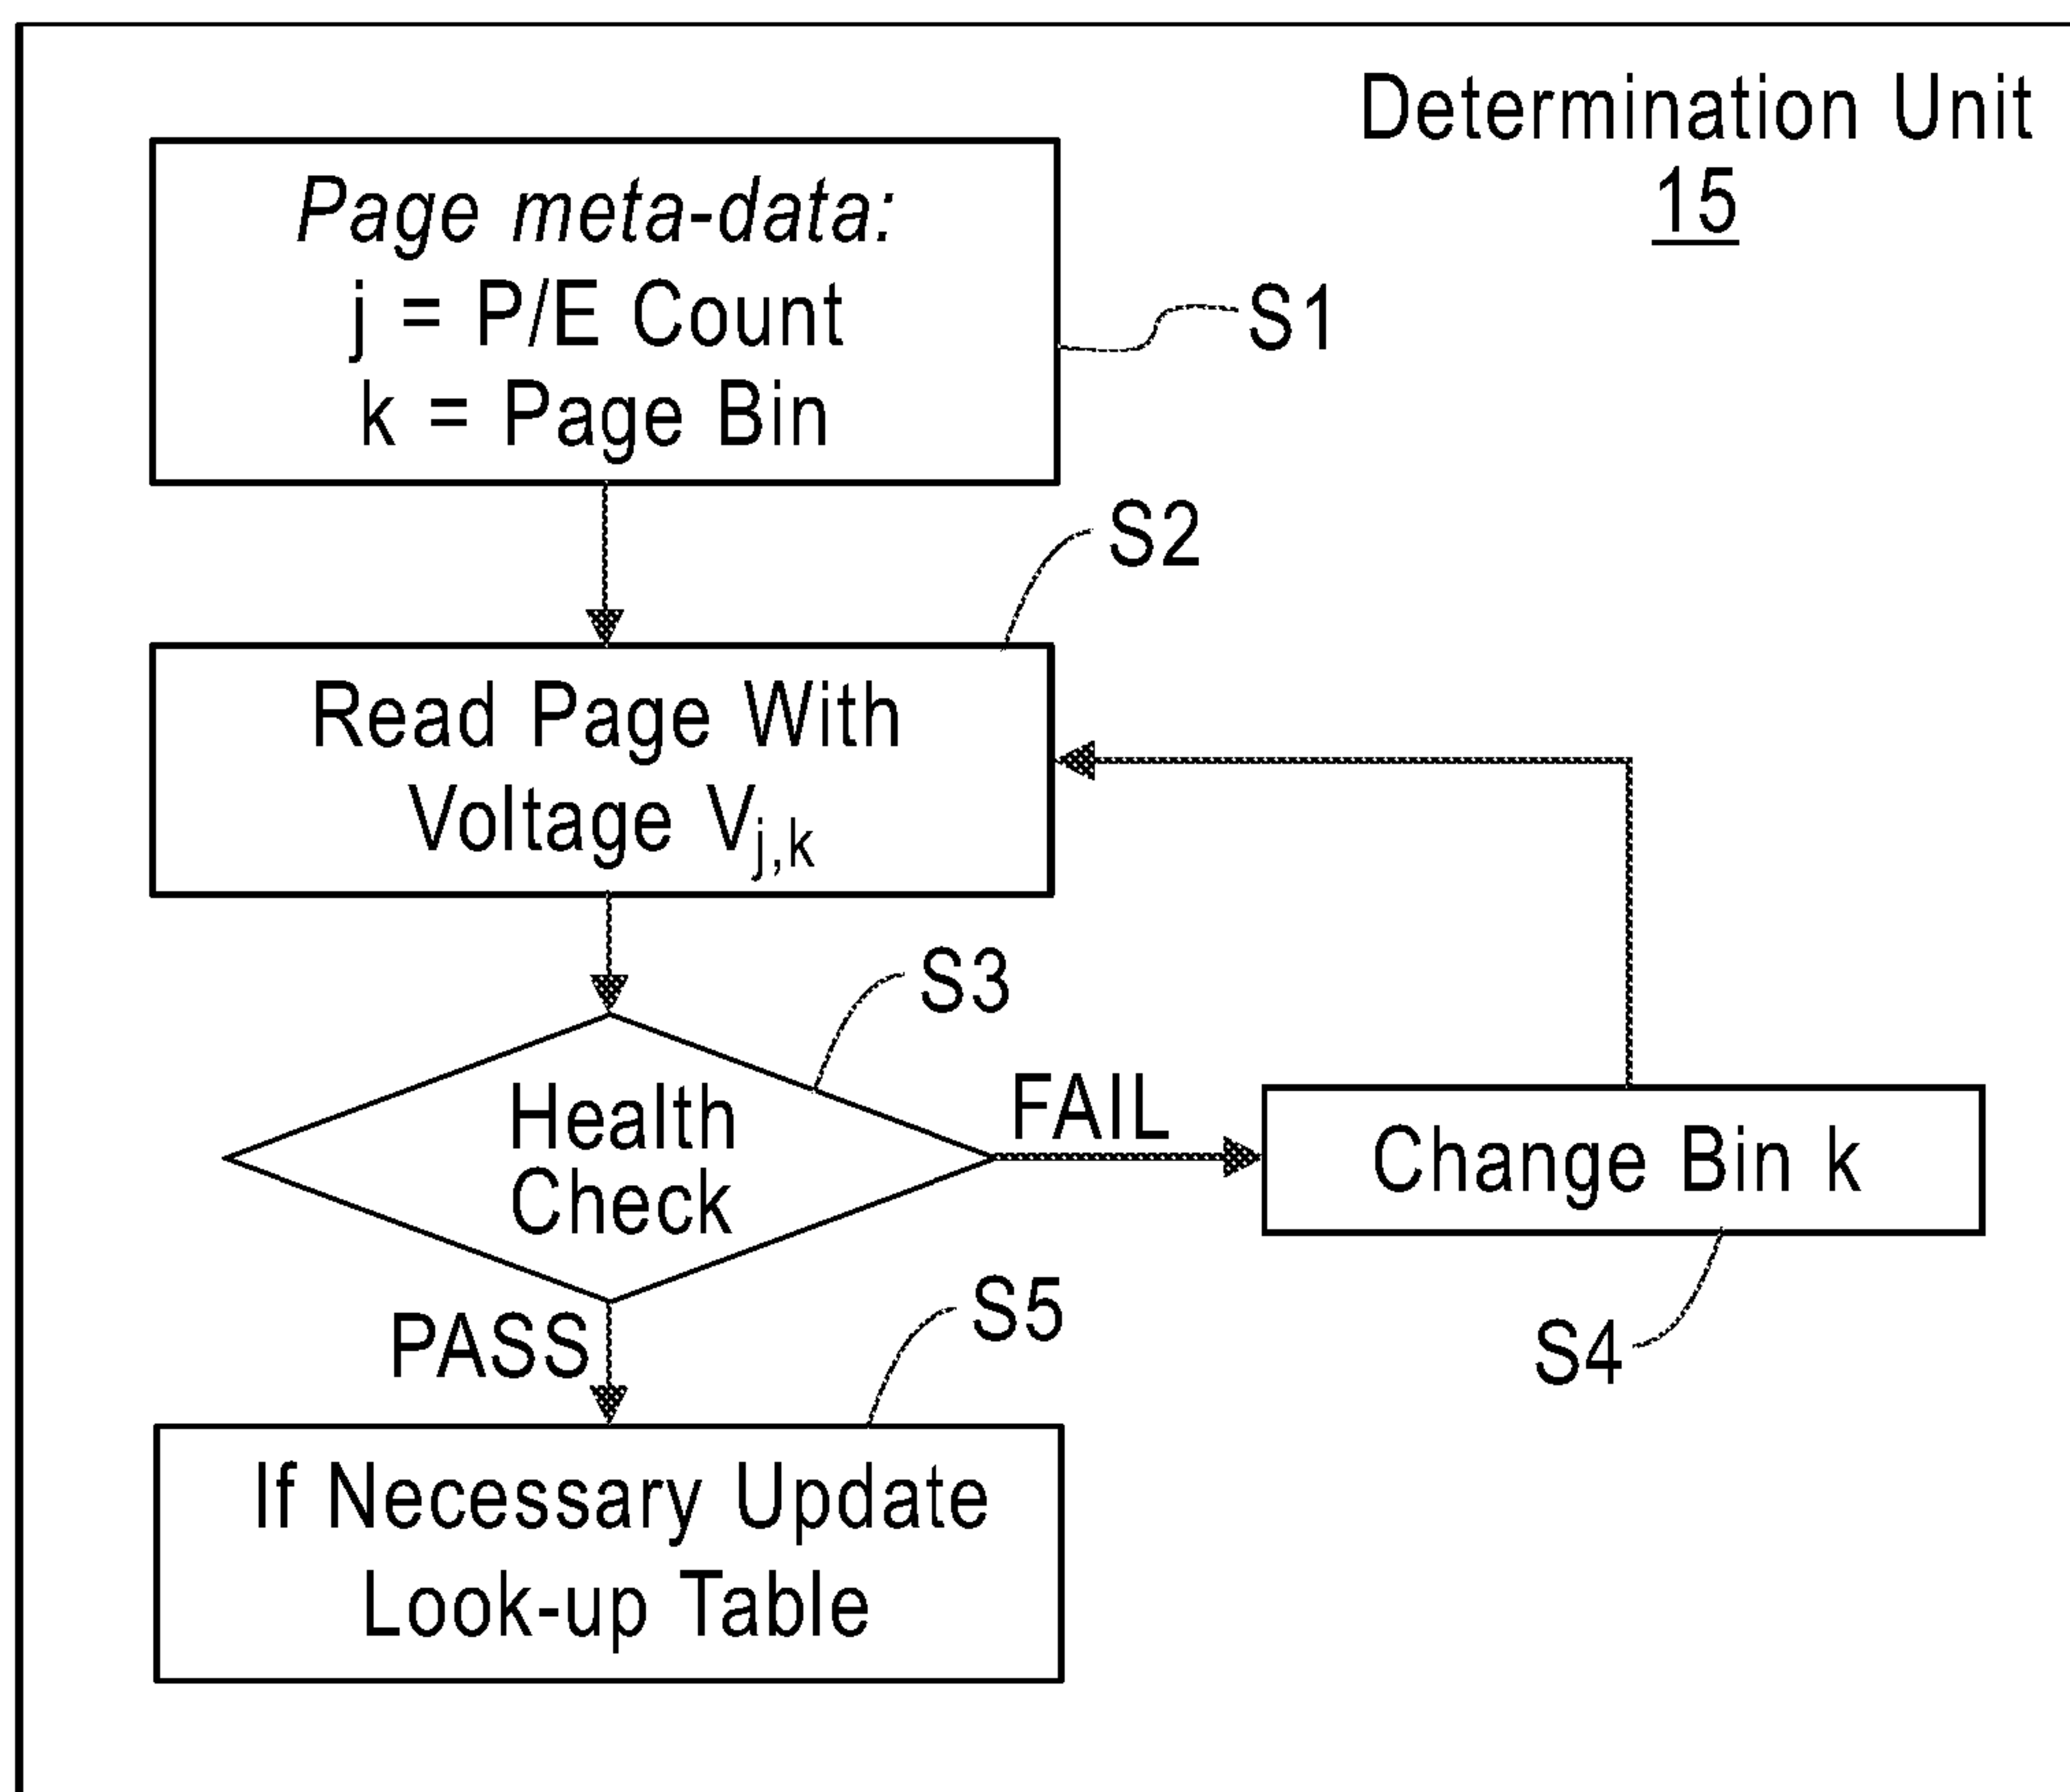 Determination Unit
15
Page meta-data:
j = P/E Count
k = Page Bin
S1
S2
Read Page With
Voltage Vj,k
S3
Health
Check
FAIL
Change Bin k
S4
PASS
S5
If Necessary Update
Look-up Table